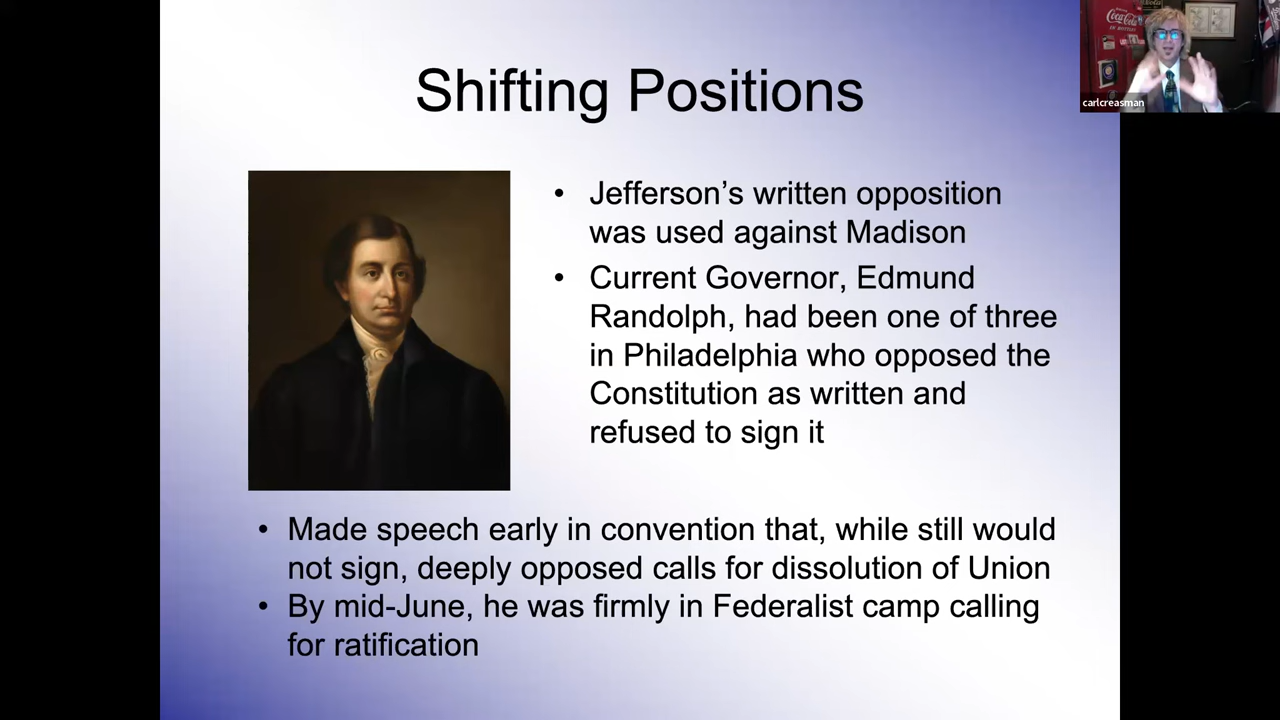 Shifting Positions
• Jefferson’s written opposition
was used against Madison
• Current Governor, Edmund
Randolph, had been one of three
in Philadelphia who opposed the
Constitution as written and
refused to sign it
• Made speech early in convention that, while still would
not sign, deeply opposed calls for dissolution of Union
• By mid-June, he was firmly in Federalist camp calling
for ratification
Coca-Cola
carlcreasman